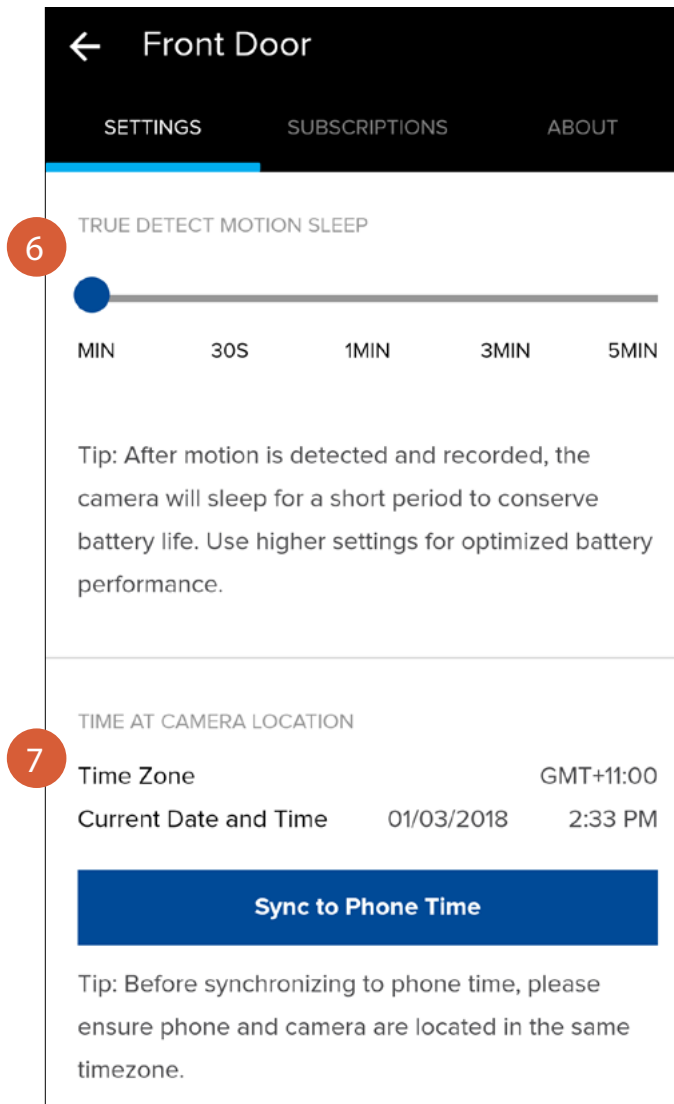 Front Door
SETTINGS SUBSCRIPTIONS ABOUT
6
TRUE DETECT MOTION SLEEP
MIN 30S 1MIN 3MIN 5MIN
Tip: After motion is detected and recorded, the
camera will sleep for a short period to conserve
battery life. Use higher settings for optimized battery
performance.
7
TIME AT CAMERA LOCATION
Time Zone GMT+11:00
Current Date and Time 01/03/2018 2:33 PM
Sync to Phone Time
Tip: Before synchronizing to phone time, please
ensure phone and camera are located in the same
timezone.